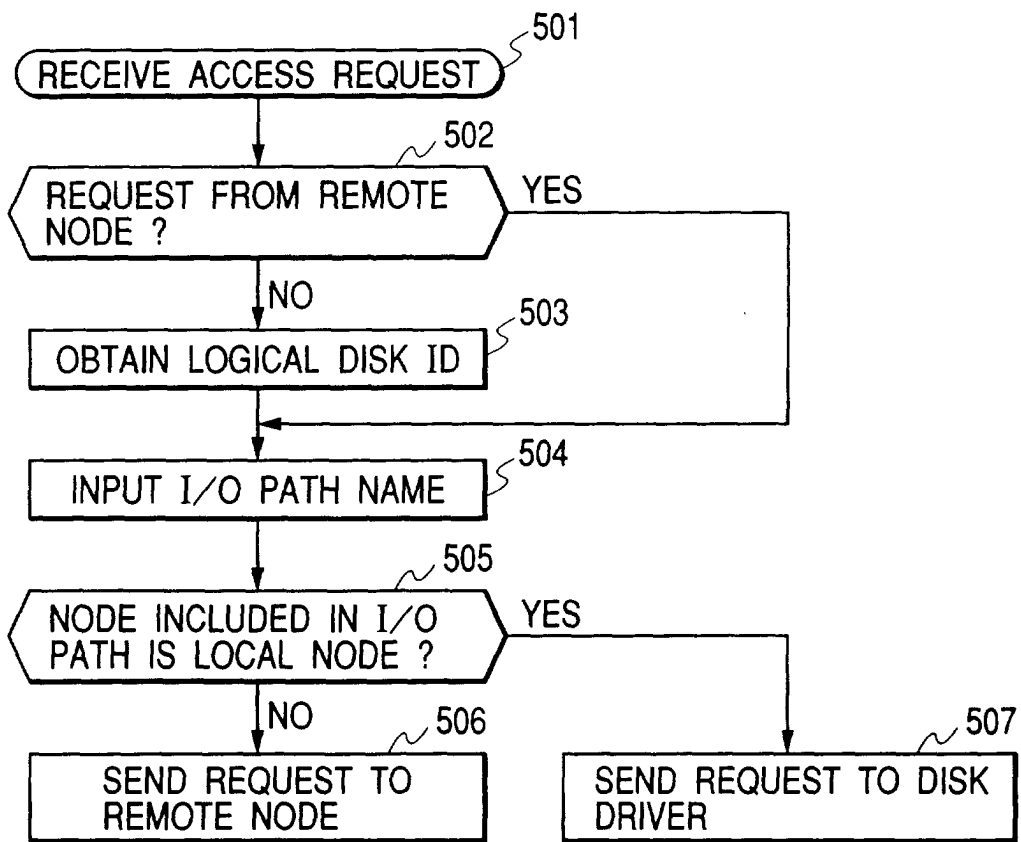 501
RECEIVE ACCESS REQUEST
502
REQUEST FROM REMOTE
NODE ?
YES
NO
503
OBTAIN LOGICAL DISK ID
504
INPUT I/O PATH NAME
505
NODE INCLUDED IN I/O
PATH IS LOCAL NODE ?
YES
NO
506
SEND REQUEST TO
REMOTE NODE
507
SEND REQUEST TO DISK
DRIVER